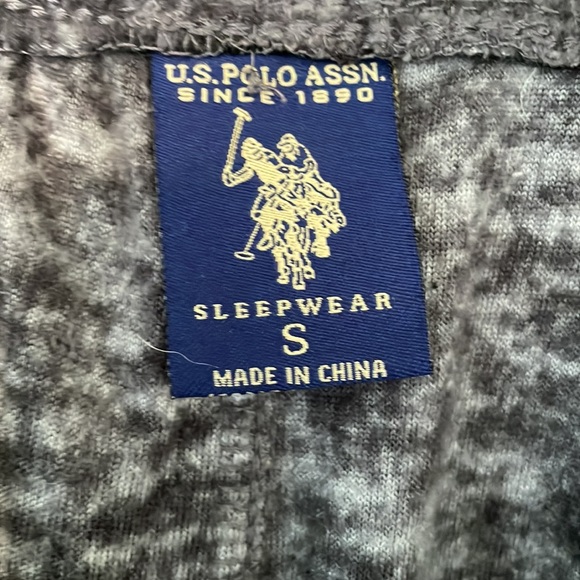 U.S. POLO ASSN.
SINCE 1890
SLEEPWEAR
S
MADE IN CHINA